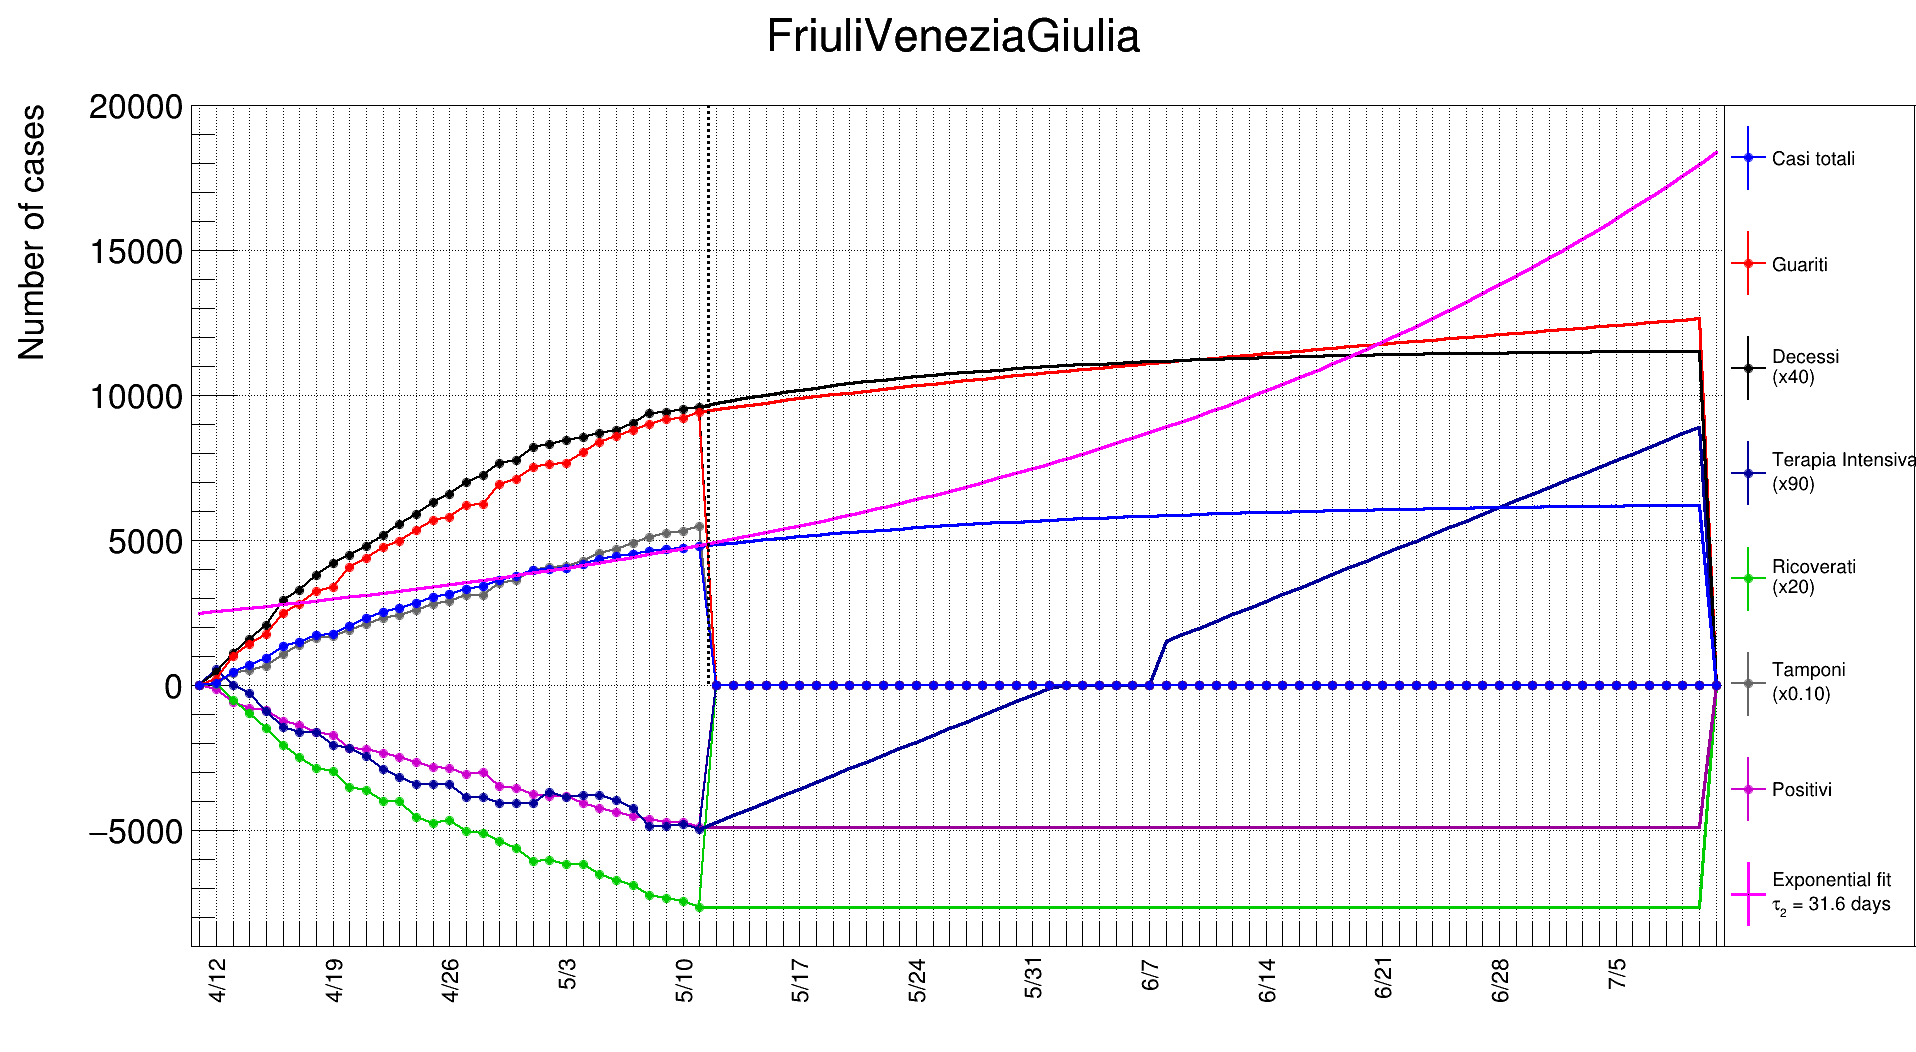 FriuliVeneziaGiulia
Number of cases
20000
15000
10000
5000
0
−5000
4/12
4/19
4/26
5/3
5/10
5/17
5/24
5/31
6/7
6/14
6/21
6/28
7/5
Casi totali
Guariti
Decessi
(x40)
Terapia Intensiva
(x90)
Ricoverati
(x20)
Tamponi
(x0.10)
Positivi
Exponential fit
τ2 = 31.6 days